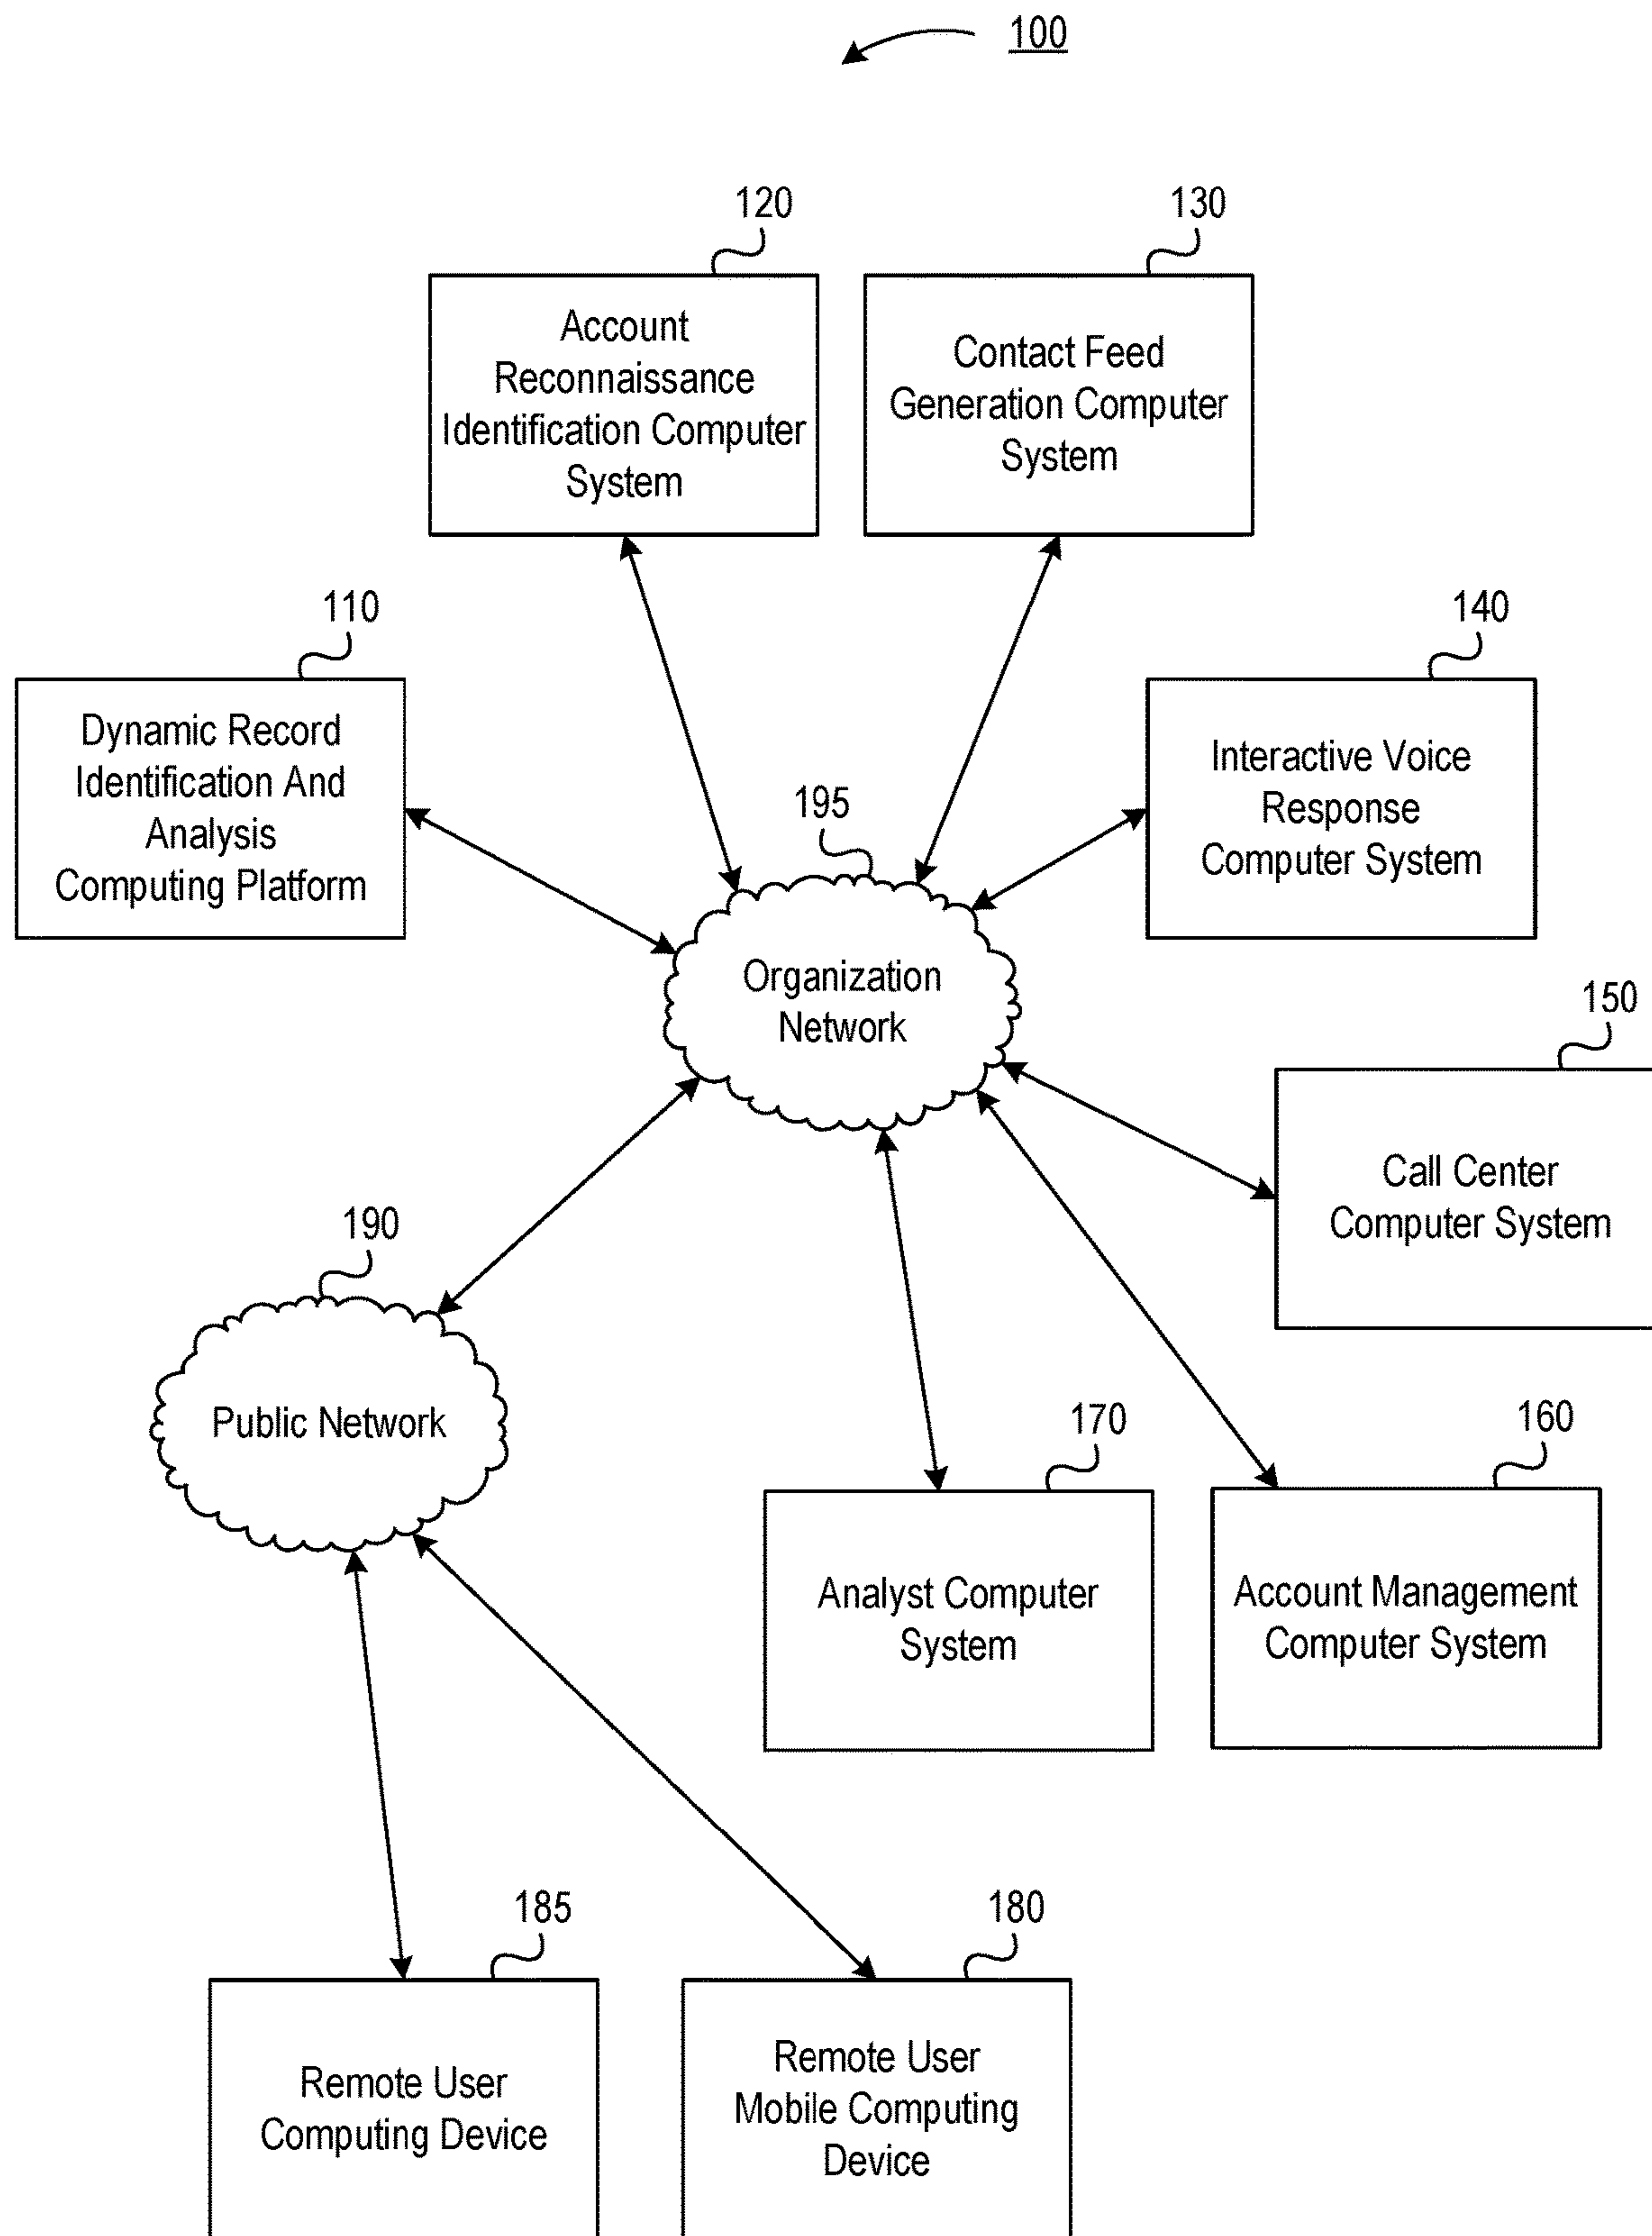 100
120
130
Account
Reconnaissance
Identification Computer
System
Contact Feed
Generation Computer
System
110
140
Dynamic Record
Identification And
Analysis
Computing Platform
Interactive Voice
Response
Computer System
195
Organization
Network
150
Call Center
Computer System
190
Public Network
170
160
Analyst Computer
System
Account Management
Computer System
185
180
Remote User
Computing Device
Remote User
Mobile Computing
Device